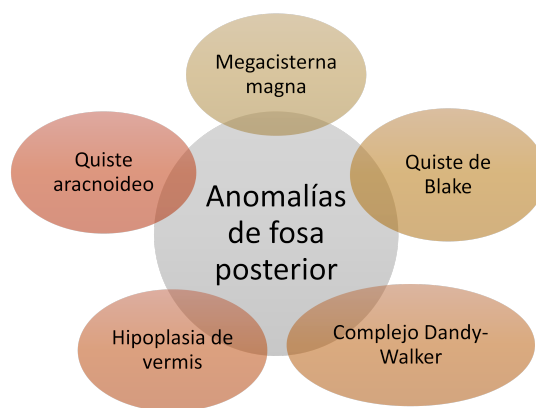 Megacisterna
magna
Quiste
aracnoideo
Quiste de
Blake
Anomalías
de fosa
posterior
Hipoplasia de
vermis
Complejo Dandy-
Walker